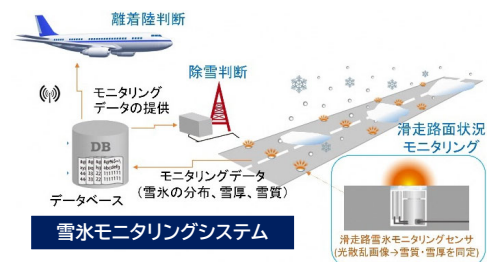 離着陸判断
除雪判断
モニタリング
データの提供
滑走路面状況
モニタリング
DB
データベース
モニタリングデータ
(雪氷の分布、雪厚、雪質)
雪氷モニタリングシステム
滑走路雪氷モニタリングセンサ
(光散乱画像→雪質・雪厚を同定)